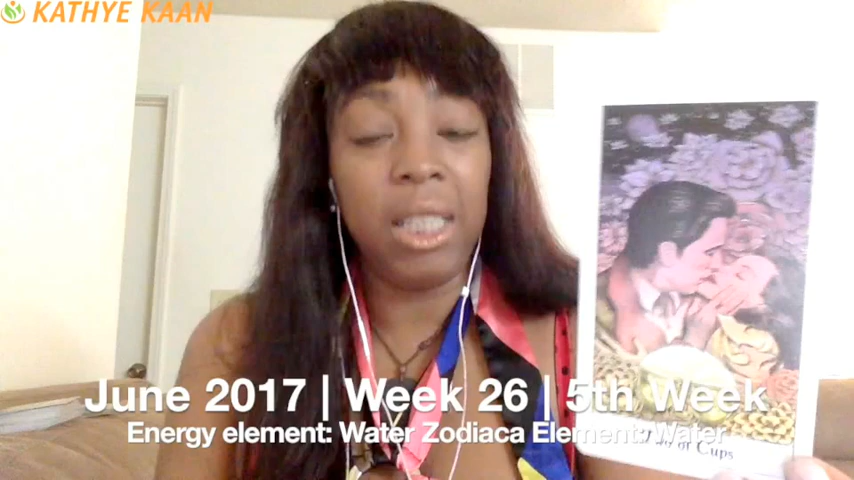 KATHYE KAAN
June 2017 | Week 26 | 5th Week
Energy element: Water Zodiaca Element: Water
of Cups